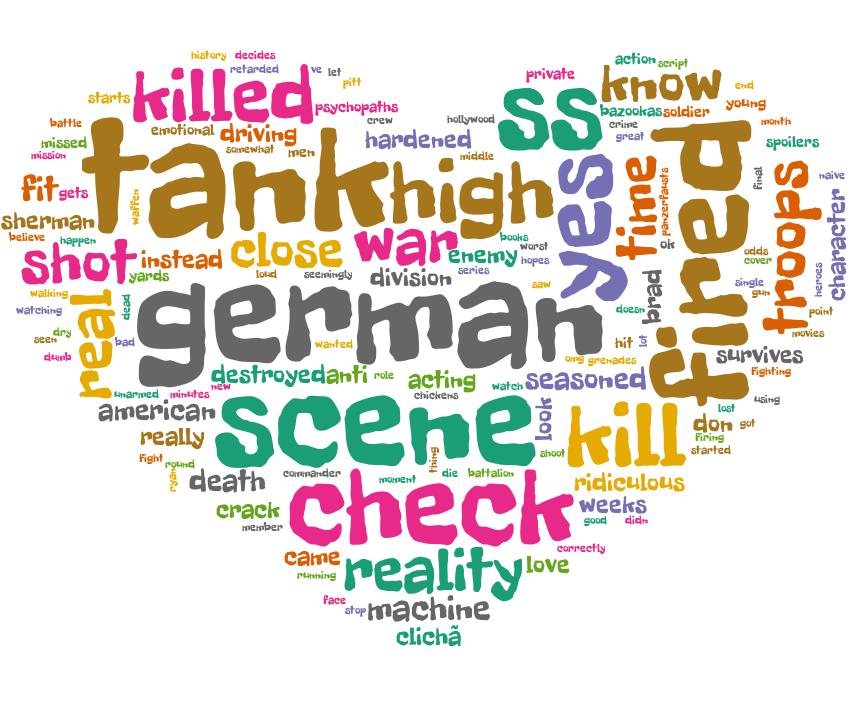 history decides
retarded 've let
pitt
starts killed psychopaths
crew
private
action script
know end
bazookas soldier young
crime
great
ss
hollywood
month
battle
missed
mission
emotional driving
somewhat men
hardened
middle
spoilers
tank high
waffen
yes
time
panzerfausts
ok
fired
final
troops
naive
character
heroes
fit gets
sherman
believe happen
shot instead close war enemy
books
worst
hopes
yards loud seemingly division series
saw
odds
cover
single
gun
point
movies
walking
watching
real
dead
bad
dry
seen
dumb
german
wanted
doesn
brad
hit lot
omg grenades
survives
fighting
destroyed anti role acting
chickens
watch seasoned
unarmed minutes new
using
american
really
scene
look
kill
lost
don got
firing
started
fight round
ryan
death commander
thing
moment die battalion
shoot
ridiculous
crack
member
check
weeks
good didn
correctly
came
running
reality love
face
stop machine
clichã